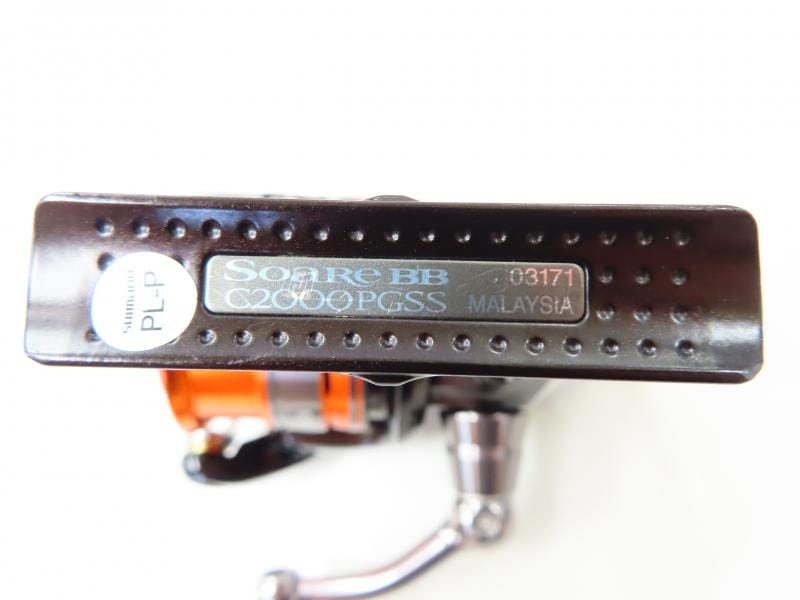 SHIMANO
PL-P
SOARE BB 03171
C2000PGSS MALAYSIA